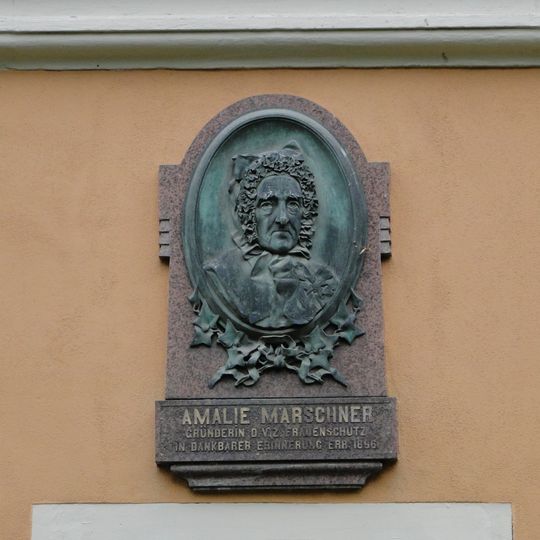 AMALIE MARSCHNER
GRÜNDERIN D. V. Z. FRAUENSCHUTZ
IN DANKBARER ERINNERUNG ERR. 1896